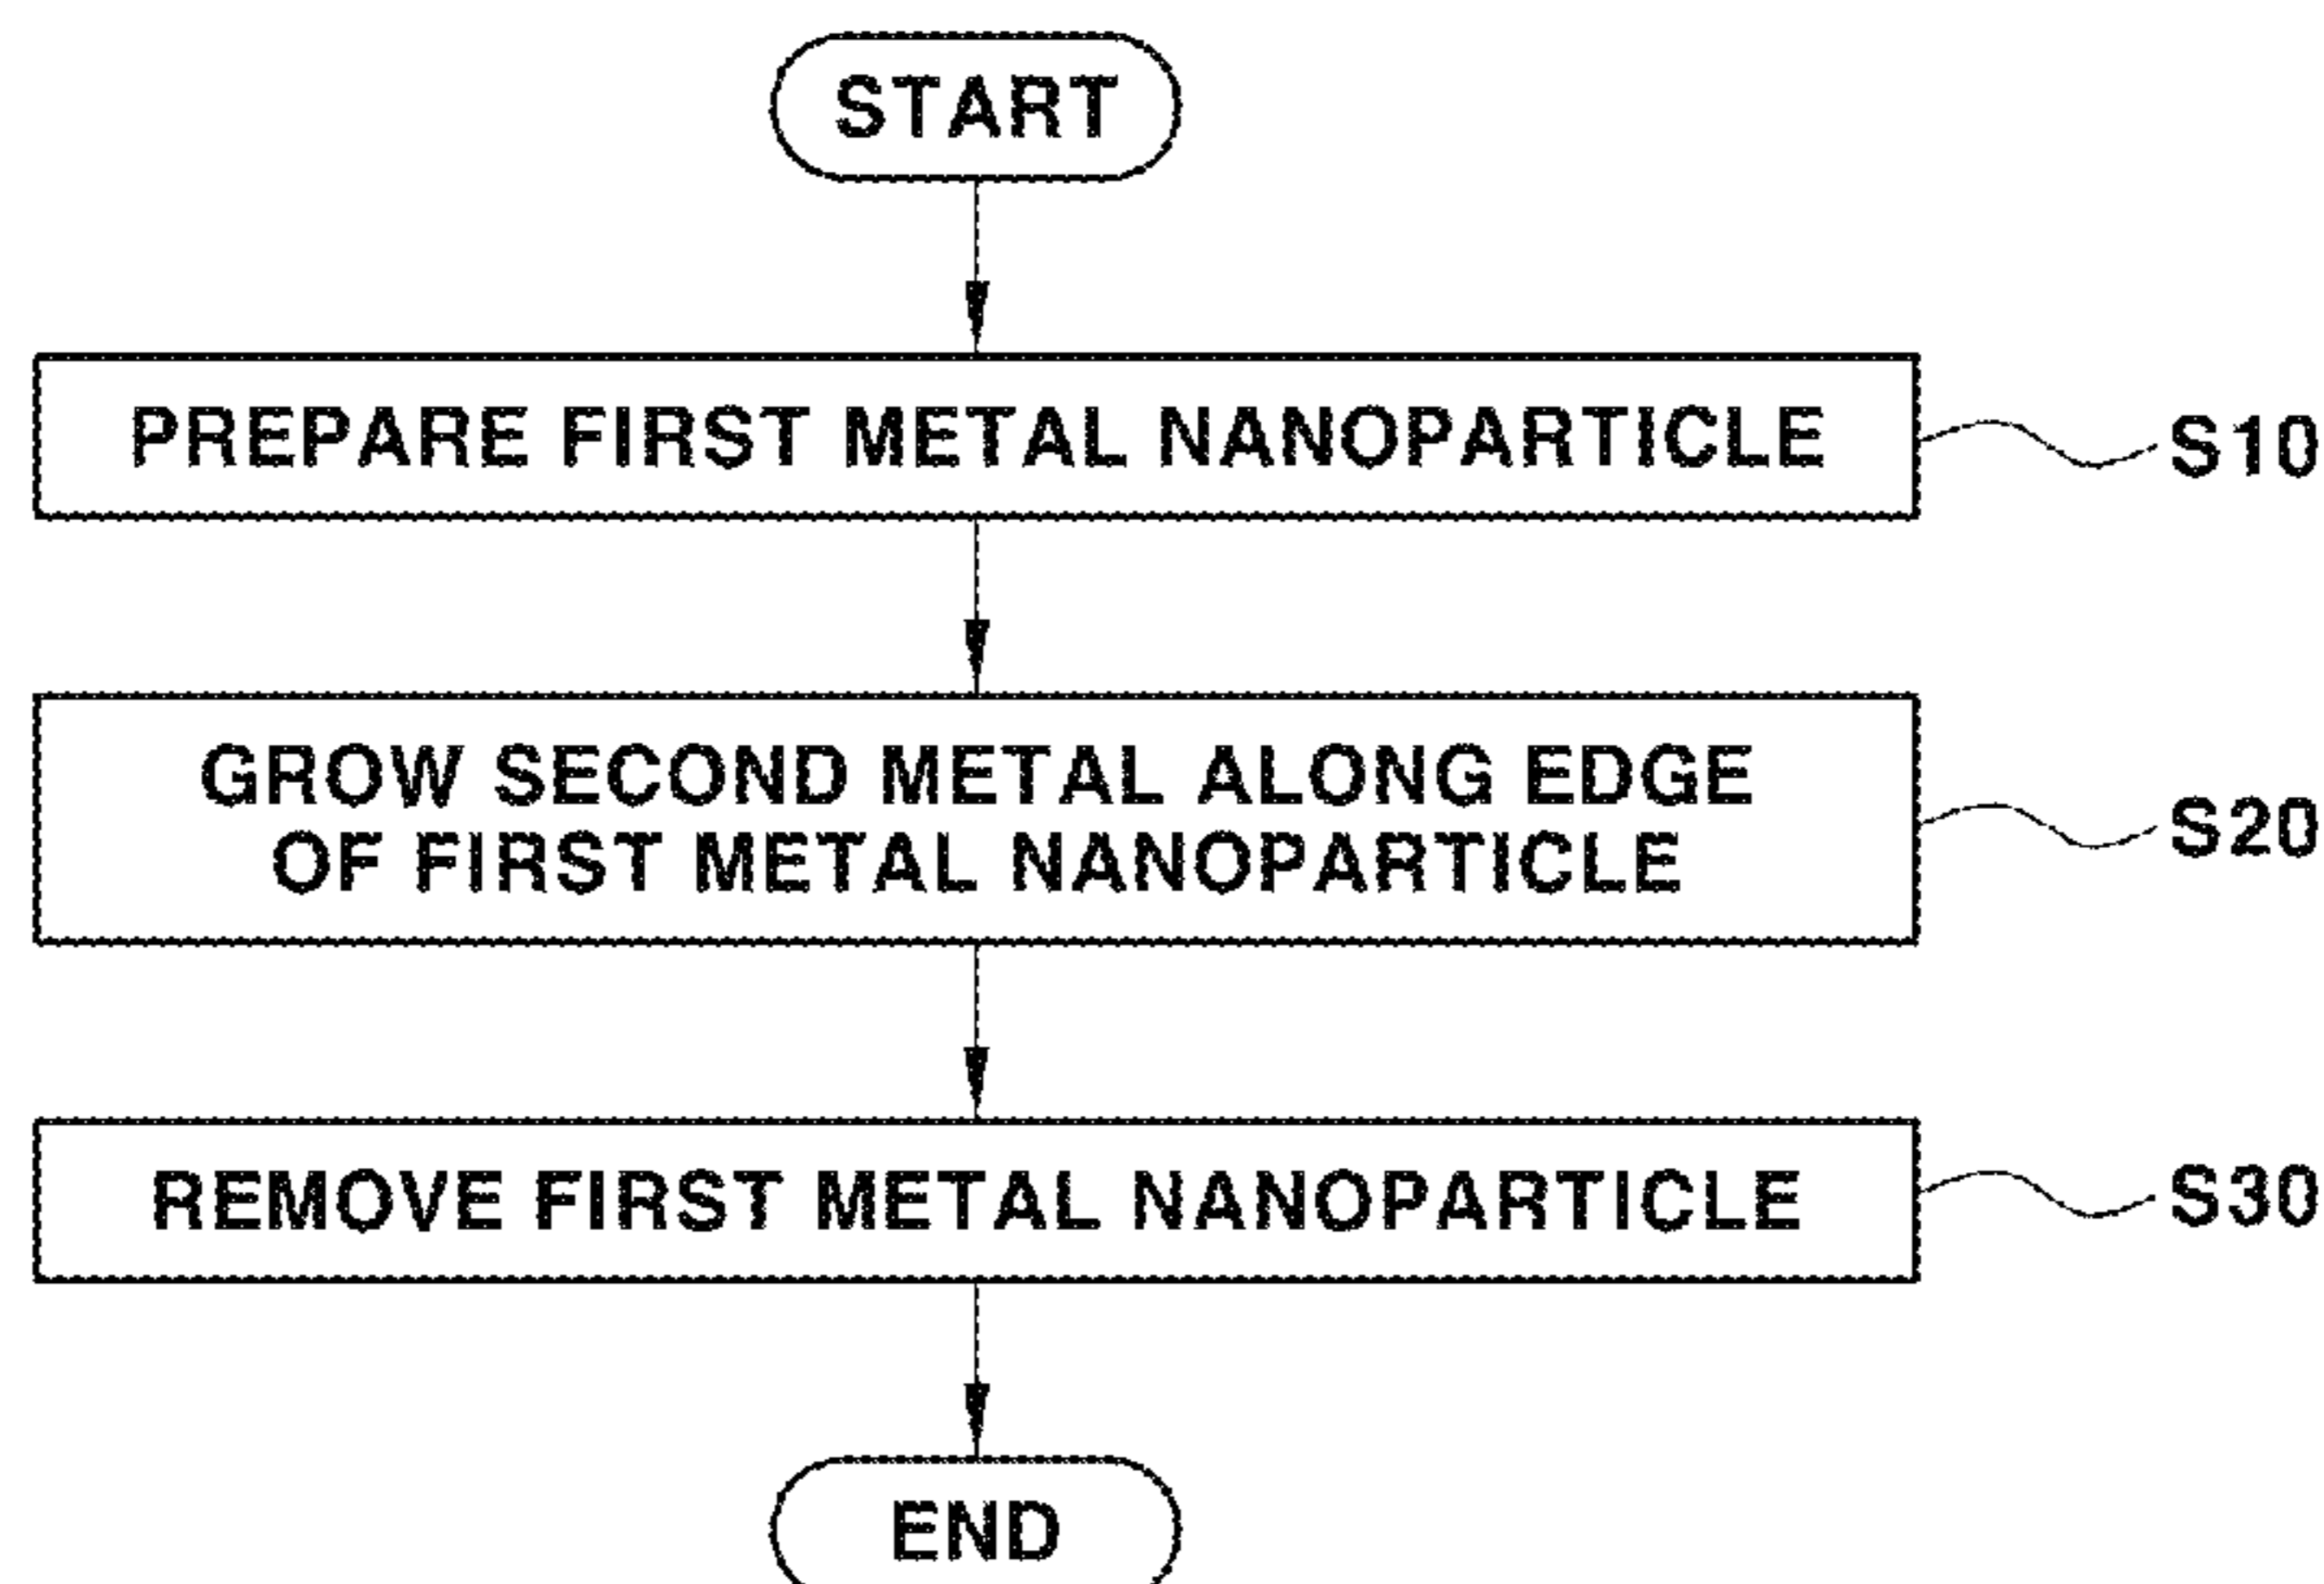 START
PREPARE FIRST METAL NANOPARTICLE
S10
GROW SECOND METAL ALONG EDGE
OF FIRST METAL NANOPARTICLE
S20
REMOVE FIRST METAL NANOPARTICLE
S30
END